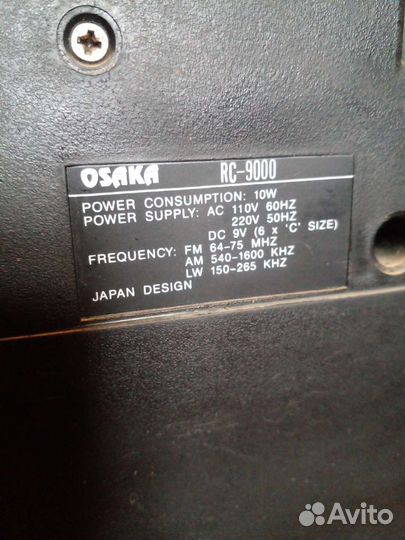 OSAKA RC-9000
POWER CONSUMPTION: 10W
POWER SUPPLY: AC 110V 60HZ
220V 50HZ
DC 9V (6 x 'C' SIZE)
FREQUENCY: FM 64-75 MHZ
AM 540-1600 KHZ
LW 150-265 KHZ
JAPAN DESIGN
Avito